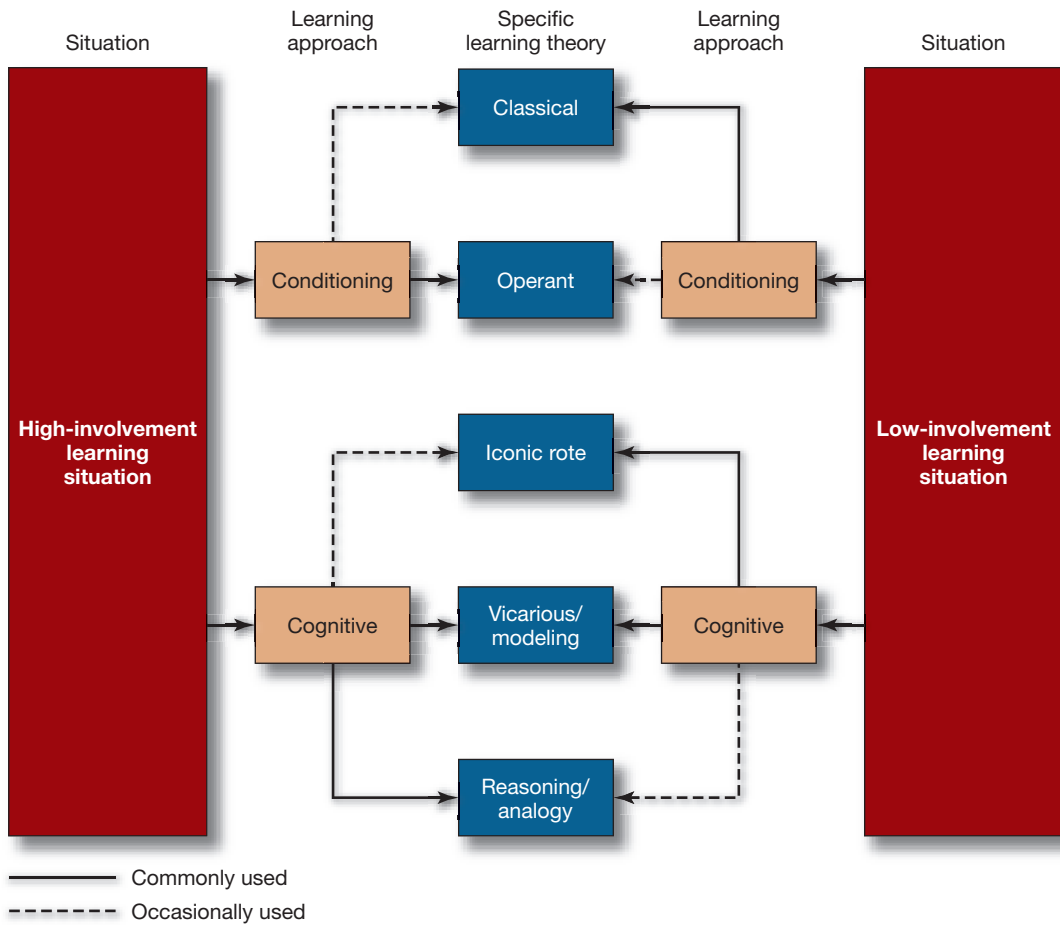 Situation
Learning
approach
Specific
learning theory
Learning
approach
Situation
Classical
Conditioning
Operant
Conditioning
High-involvement
learning
situation
Iconic rote
Low-involvement
learning
situation
Cognitive
Vicarious/
modeling
Cognitive
Reasoning/
analogy
Commonly used
Occasionally used